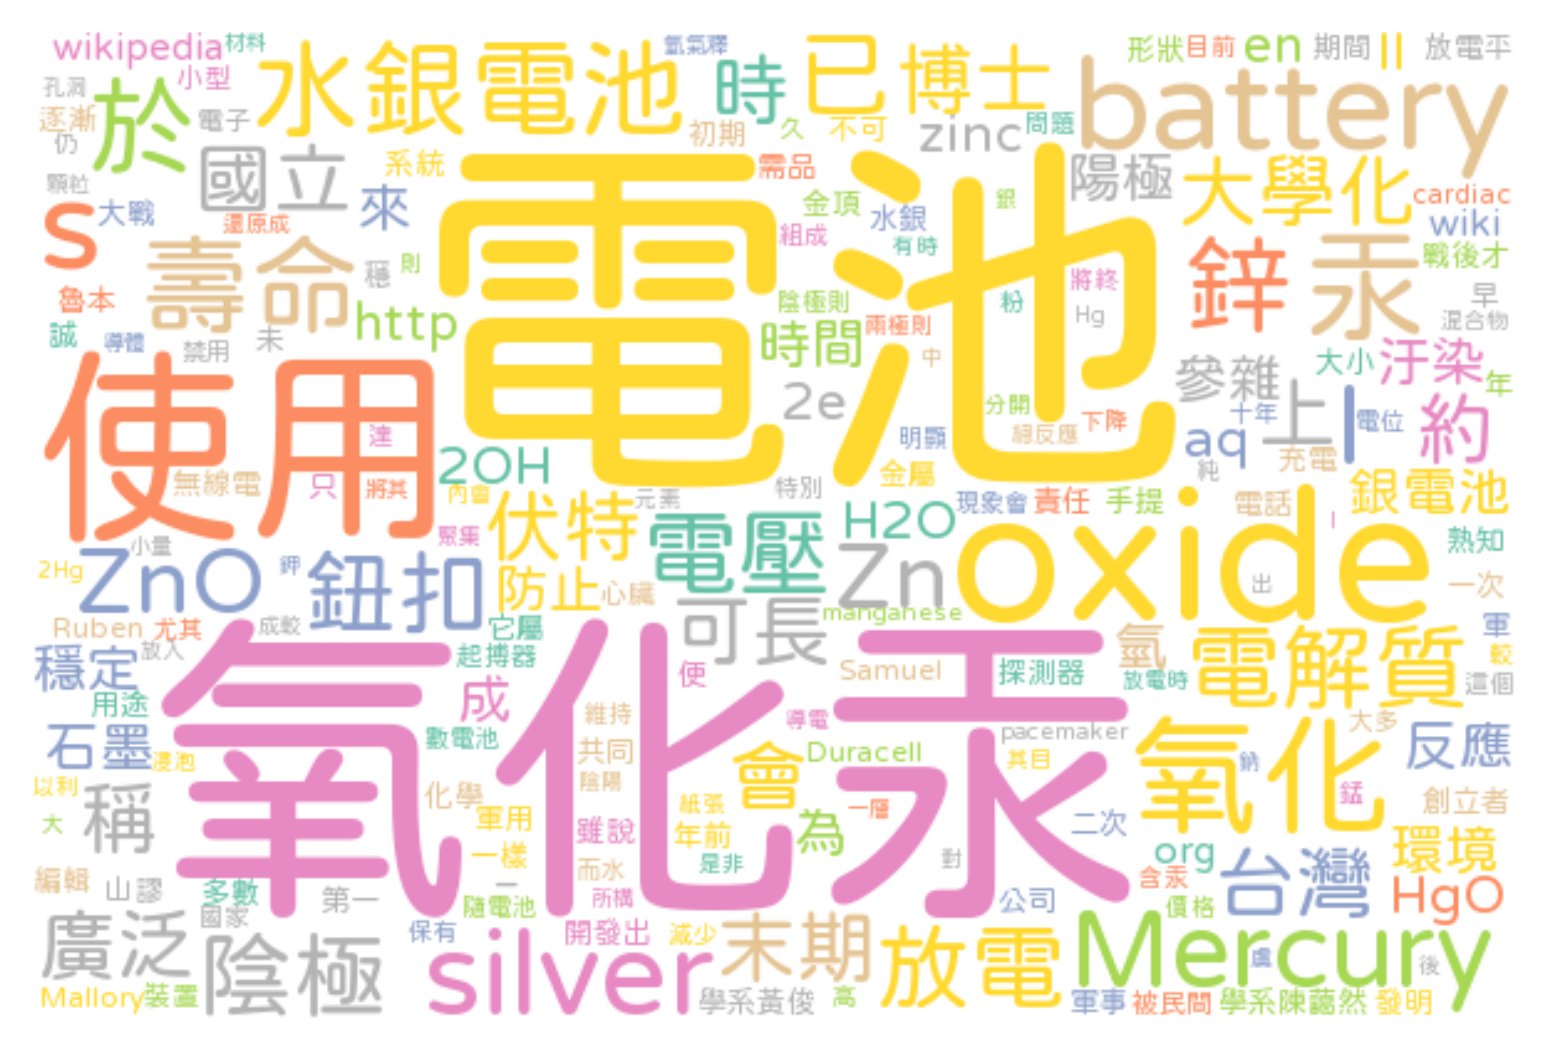 wikipedia
材料
水銀電池
氫氣釋
時
已
博士
形狀
目前
en
期間
||
放電平
孔洞
小型
於
電子
逐漸
仍
初期
久
不可
zinc
問題
battery
國立
系統
需品
陽極
大學化
cardiac
顆粒
s
大戰
還原成
來
電池
金頂
水銀
銀
wiki
組成
有時
鋅
汞
戰後才
壽命
穩
則
將終
魯本
http
陰極則
粉
兩極則
Hg
早
混合物
誠
導體
禁用
未
時間
中
大小
汙染
年
使用
2e
參雜
分開
十年
上
l
電位
約
達
明顯
總反應
下降
aq
充電
無線電
只
將其
2OH
內會
元素
特別
金屬
純
銀電池
伏特
電壓
H2O
現象會
責任
手提
電話
oxide
熟知
小量
聚集
ZnO
鉀
鈕扣
2Hg
防止
心臟
Zn
出
一次
Ruben
尤其
成較
可長
manganese
它屬
軍
穩定
放入
起搏器
氧化汞
便
Samuel
探測器
氫
放電時
電解質
較
這個
用途
成
維持
導電
pacemaker
大多
石墨
浸泡
數電池
共同
會
Duracell
其目
氧化
鈉
反應
以利
稱
化學
陰陽
紙張
一層
錳
創立者
大
軍用
雖說
年前
為
二次
一樣
而水
是非
對
org
環境
編輯
山謬
多數
第一
一
隨電池
所構
公司
含汞
價格
台灣
HgO
廣泛
國家
陰極
保有
開發出
減少
silver
末期
放電
Mercury
盧
後
Mallory
裝置
學系黃俊
高
軍事
被民間
學系陳藹然
發明